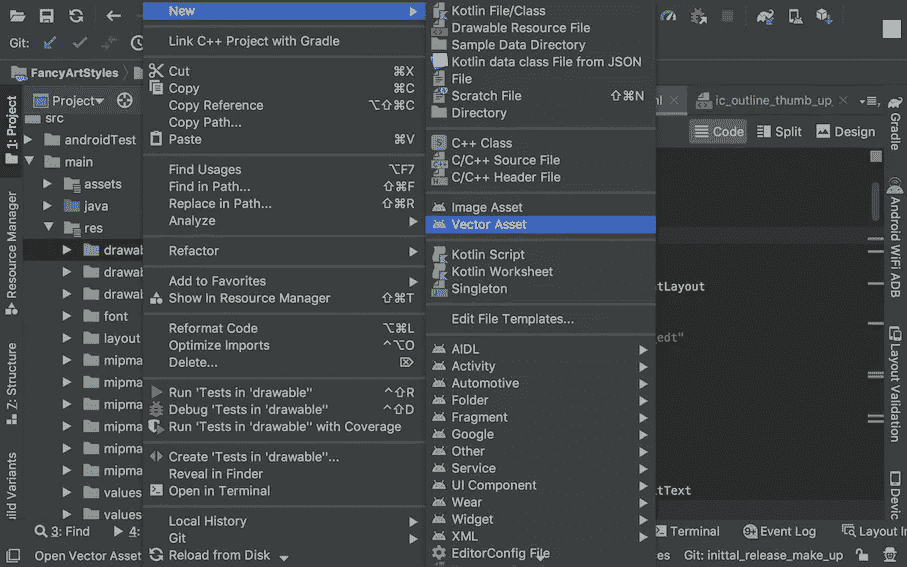 Git:
FancyArtStyles
1: Project
Resource Manager
Z: Structure
ild Variants
Project
src
androidTest
main
assets
java
res
drawab
drawab
drawab
font
layout
mipma
mipma
mipma
mipma
mipma
values
values
3: Find
4:
Open Vector Asset
New
Link C++ Project with Gradle
Cut ⌘X
Copy ⌘C
Copy Reference ⌥⇧⌘C
Copy Path...
Paste ⌘V
Find Usages ⌥F7
Find in Path... ⇧⌘F
Replace in Path... ⇧⌘R
Analyze
Refactor
Add to Favorites
Show In Resource Manager ⇧⌘T
Reformat Code ⌥⌘L
Optimize Imports ^⌥O
Delete... ⌦
Run 'Tests in 'drawable'' ^⇧R
Debug 'Tests in 'drawable'' ^⇧D
Run 'Tests in 'drawable'' with Coverage
Create 'Tests in 'drawable''...
Reveal in Finder
Open in Terminal
Local History
Git
Reload from Disk
Kotlin File/Class
Drawable Resource File
Sample Data Directory
Kotlin data class File from JSON
File
Scratch File ⇧⌘N
Directory
C++ Class
C/C++ Source File
C/C++ Header File
Image Asset
Vector Asset
Kotlin Script
Kotlin Worksheet
Singleton
Edit File Templates...
AIDL
Activity
Automotive
Folder
Fragment
Google
Other
Service
UI Component
Wear
Widget
XML
EditorConfig File
ml
ic_outline_thumb_up_
Code Split Design
ntLayout
edt"
tText
Terminal Event Log Layout In
es Git: inittal_release_make_up
Gradle
Android WiFi ADB
Layout Validation
Devic